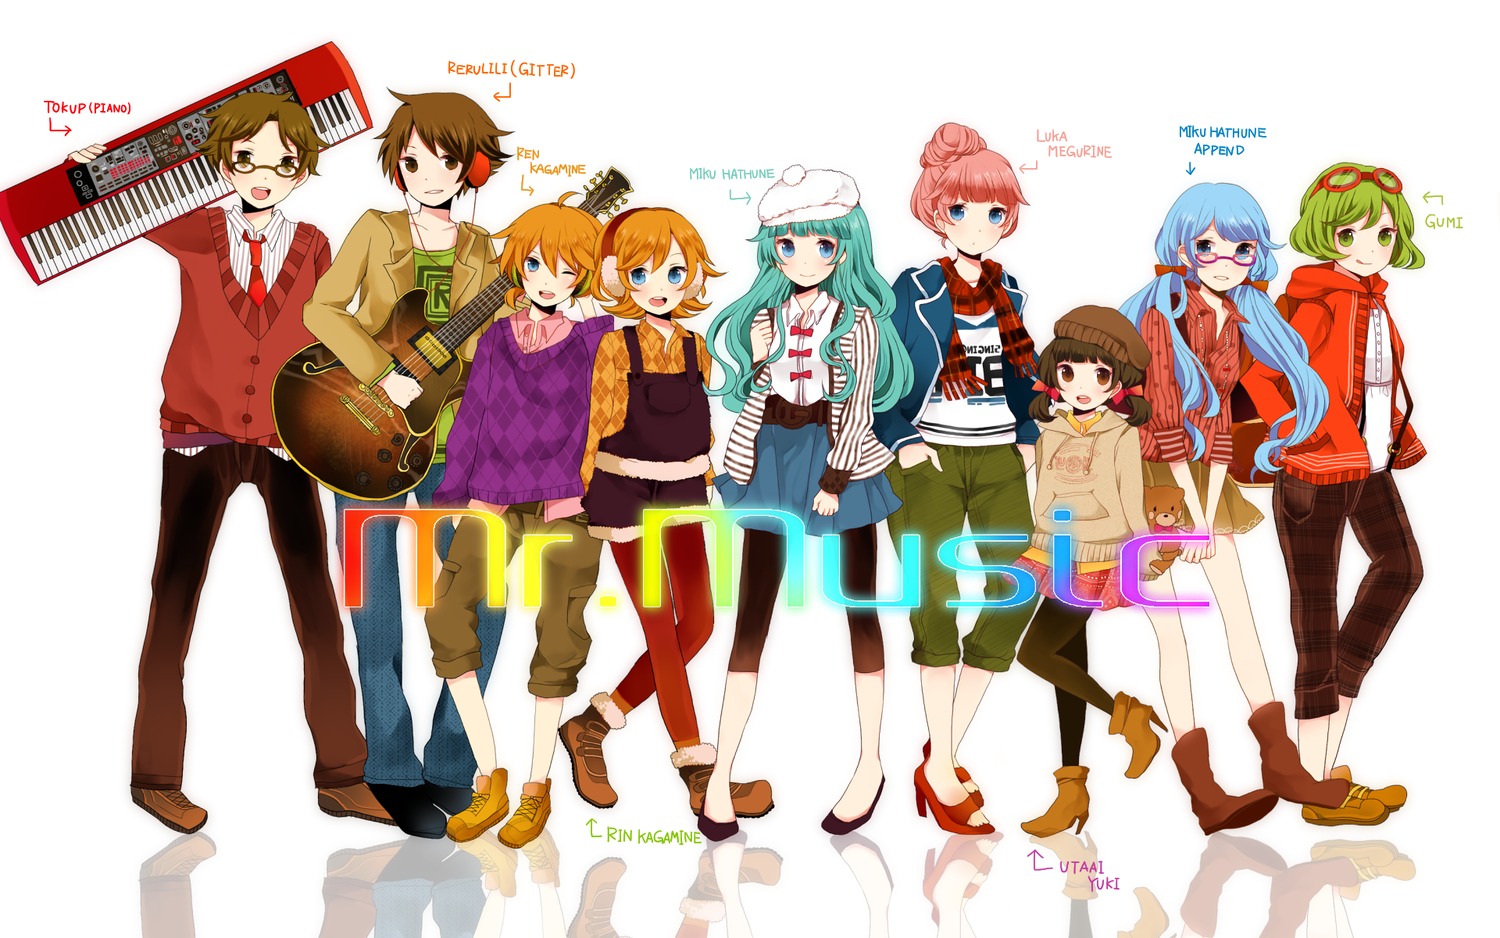 RERULILI(GITTER)
TOKUP(PIANO)
REN
KAGAMINE
MIKU HATHUNE
LUKA
MEGURINE
MIKU HATHUNE
APPEND
GUMI
R
SINGING
Mr.Music
RIN KAGAMINE
UTAAI
YUKI